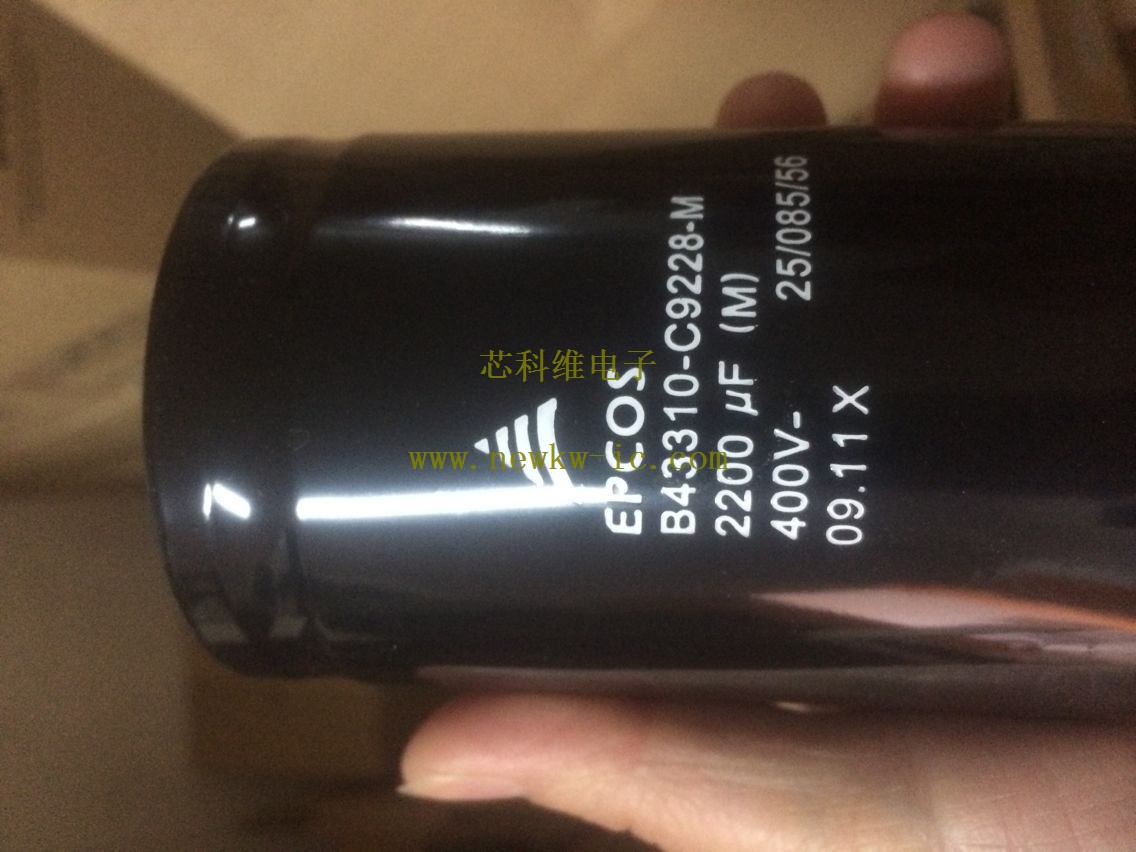 EPCOS
B43310-C9228-M
2200 µF (M)
400V- 25/085/56
09.11 X
芯科维电子
www.newkw-ic.com